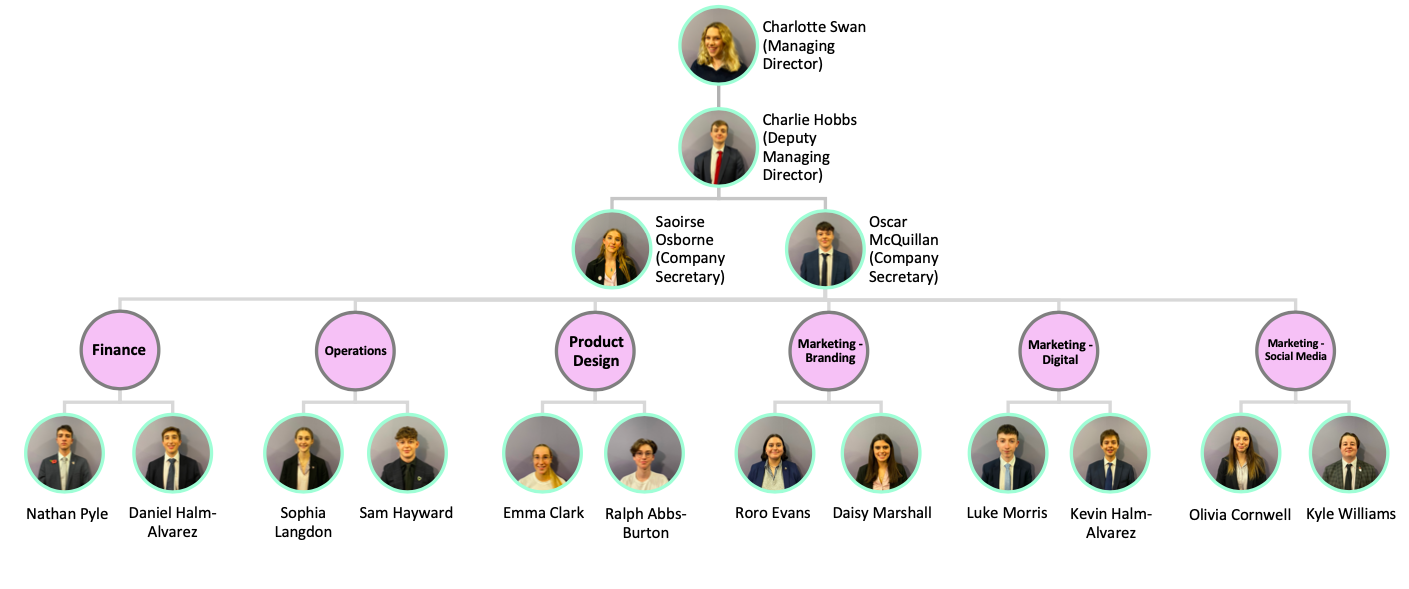 Charlotte Swan
(Managing
Director)
Charlie Hobbs
(Deputy
Managing
Director)
Saoirse
Osborne
(Company
Secretary)
Oscar
McQuillan
(Company
Secretary)
Finance
Operations
Product
Design
Marketing -
Branding
Marketing -
Digital
Marketing -
Social Media
Nathan Pyle
Daniel Halm-
Alvarez
Sophia
Langdon
Sam Hayward
Emma Clark
Ralph Abbs-
Burton
Roro Evans
Daisy Marshall
Luke Morris
Kevin Halm-
Alvarez
Olivia Cornwell
Kyle Williams